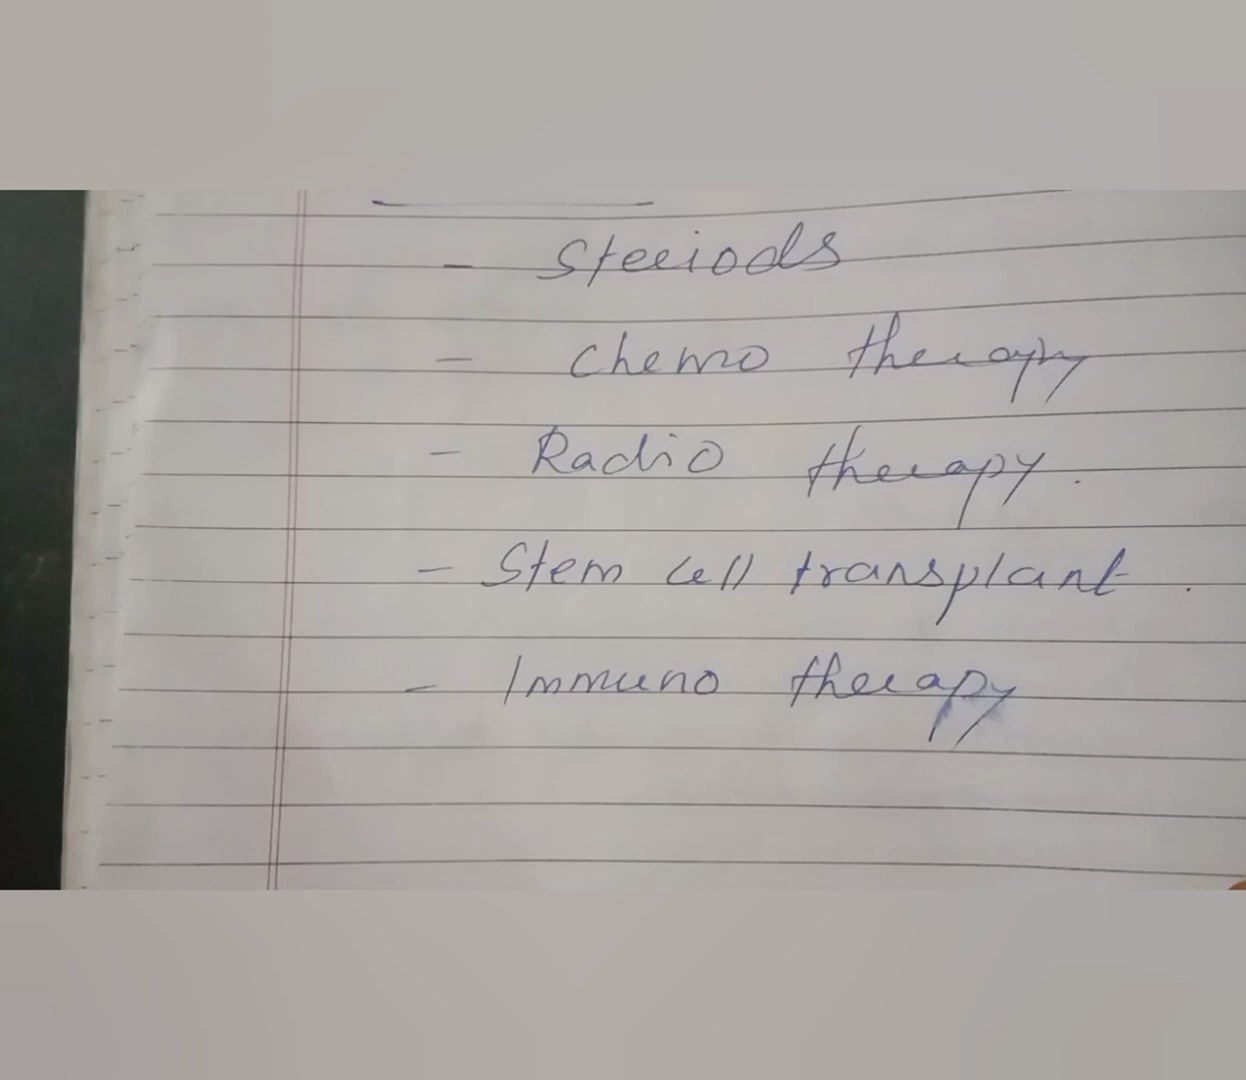 - Steriods
- Chemo therapy
- Radio therapy.
- Stem cell transplant.
- Immuno therapy